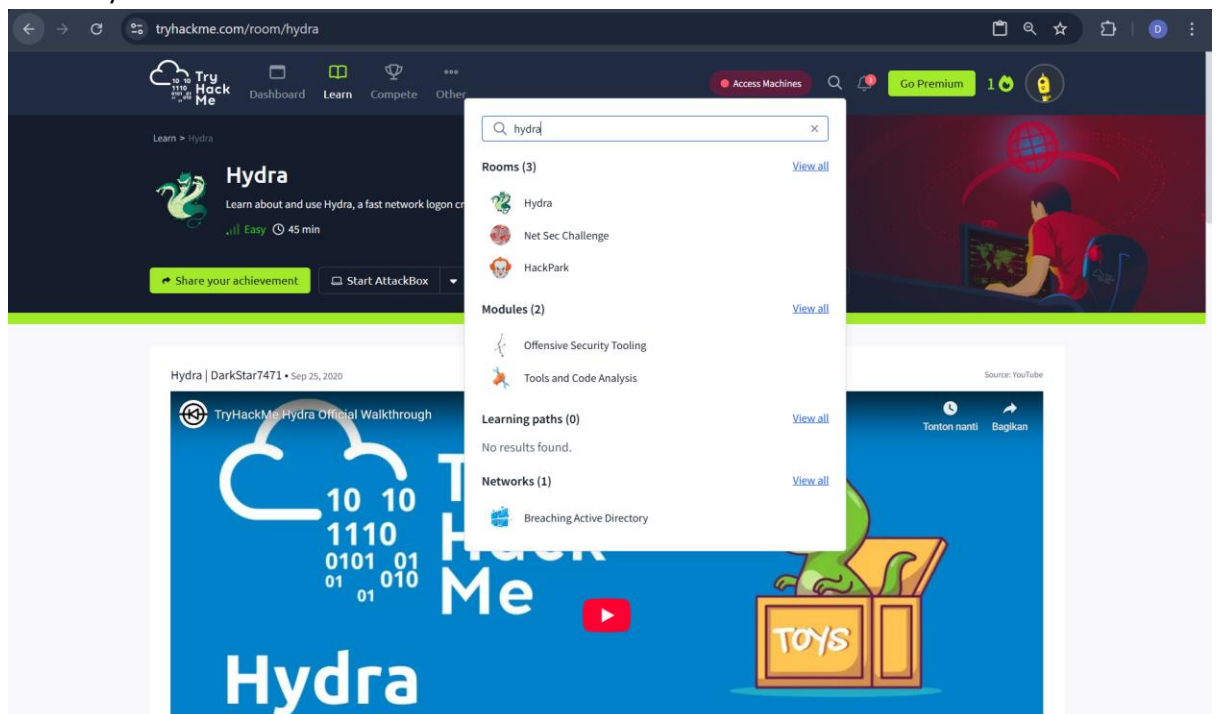 tryhackme.com/room/hydra
D
Try
Hack
Me
10 10
1110
0101 01
Dashboard
Learn
Compete
Other
Access Machines
Go Premium
1
Learn > Hydra
Hydra
Learn about and use Hydra, a fast network logon cr
Easy 45 min
Share your achievement
Start AttackBox
hydra
Rooms (3) View all
Hydra
Net Sec Challenge
HackPark
Modules (2) View all
Offensive Security Tooling
Tools and Code Analysis
Learning paths (0) View all
No results found.
Networks (1) View all
Breaching Active Directory
Hydra | DarkStar7471 • Sep 25, 2020
Source: YouTube
TryHackMe Hydra Official Walkthrough
Tonton nanti
Bagikan
10 10
1110
0101 01
01 010
01
Me
TOYS
Hydra